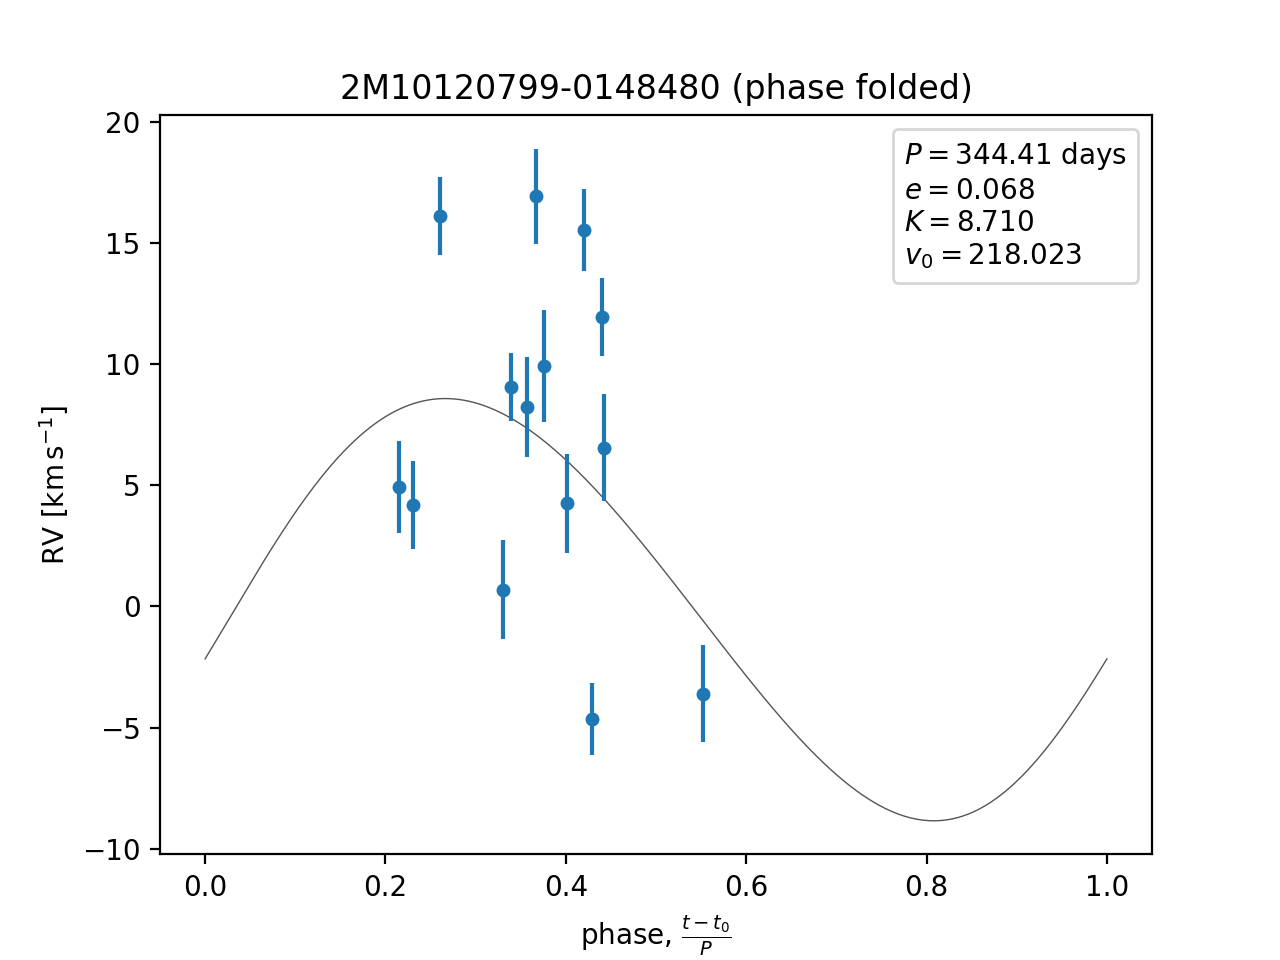 2M10120799-0148480 (phase folded)
P = 344.41 days
e = 0.068
K = 8.710
v₀ = 218.023
20
15
10
5
0
−5
−10
RV [km s⁻¹]
0.0 0.2 0.4 0.6 0.8 1.0
phase, (t − t₀)/P